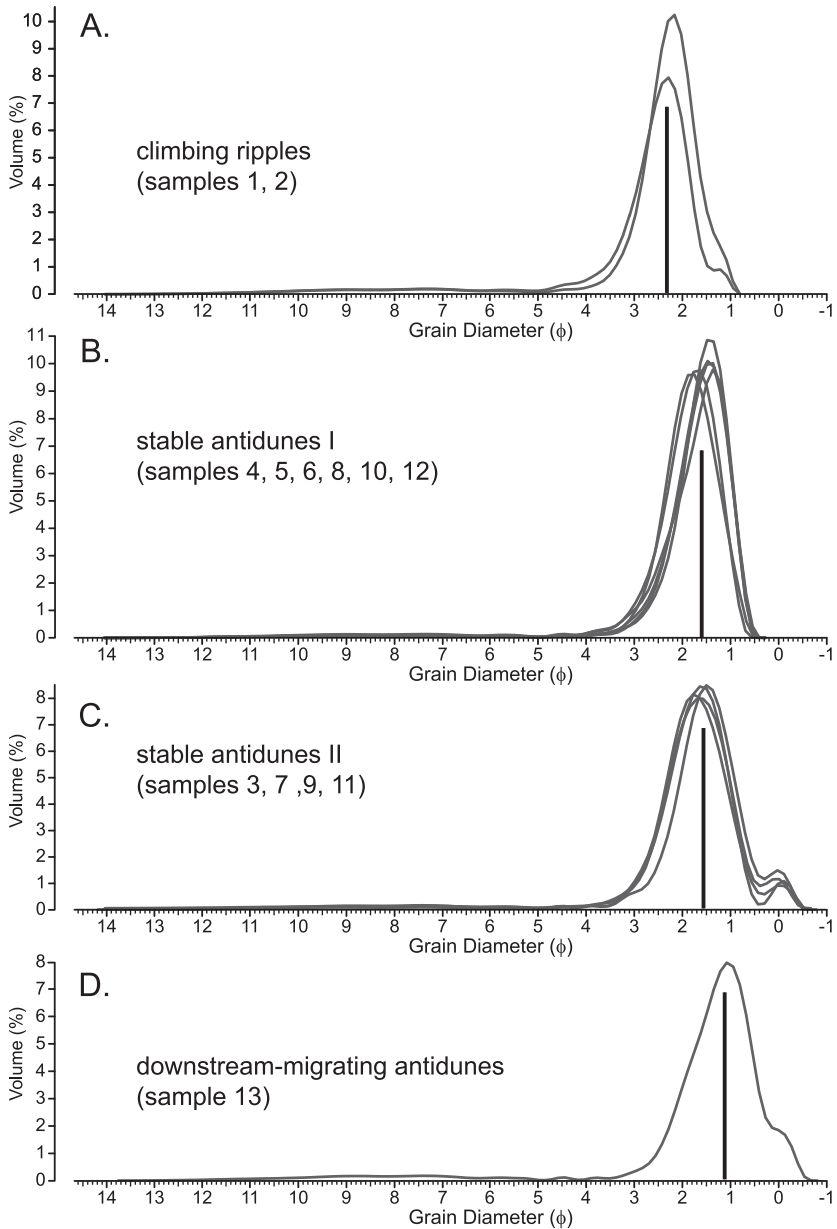 A.
10
9
8
7
6
5
4
3
2
1
0
Volume (%)
climbing ripples
(samples 1, 2)
14 13 12 11 10 9 8 7 6 5 4 3 2 1 0 -1
Grain Diameter (ϕ)
B.
11
10
9
8
7
6
5
4
3
2
1
0
Volume (%)
stable antidunes I
(samples 4, 5, 6, 8, 10, 12)
14 13 12 11 10 9 8 7 6 5 4 3 2 1 0 -1
Grain Diameter (ϕ)
C.
8
7
6
5
4
3
2
1
0
Volume (%)
stable antidunes II
(samples 3, 7 ,9, 11)
14 13 12 11 10 9 8 7 6 5 4 3 2 1 0 -1
Grain Diameter (ϕ)
D.
8
7
6
5
4
3
2
1
0
Volume (%)
downstream-migrating antidunes
(sample 13)
14 13 12 11 10 9 8 7 6 5 4 3 2 1 0 -1
Grain Diameter (ϕ)